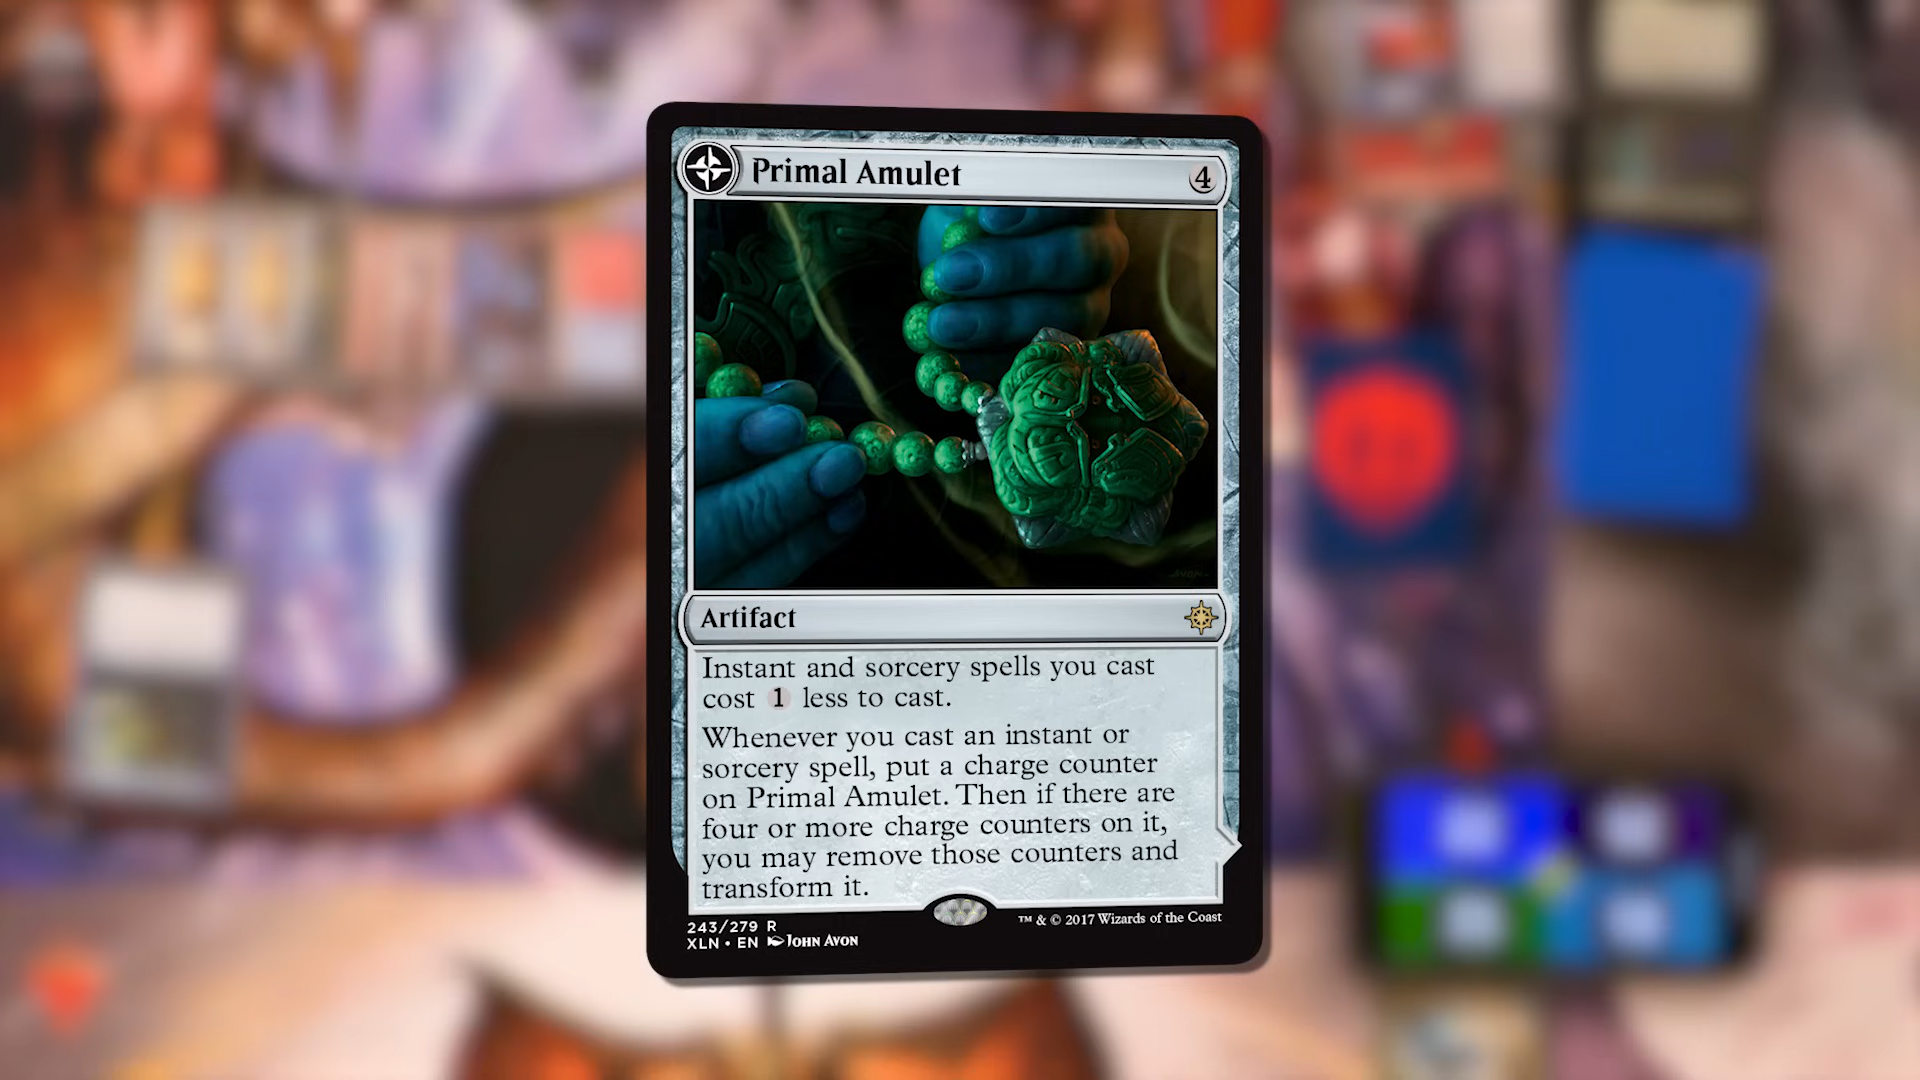 Primal Amulet
4
Artifact
Instant and sorcery spells you cast
cost 1 less to cast.
Whenever you cast an instant or
sorcery spell, put a charge counter
on Primal Amulet. Then if there are
four or more charge counters on it,
you may remove those counters and
transform it.
243/279 R
XLN • EN JOHN AVON
™ & © 2017 Wizards of the Coast